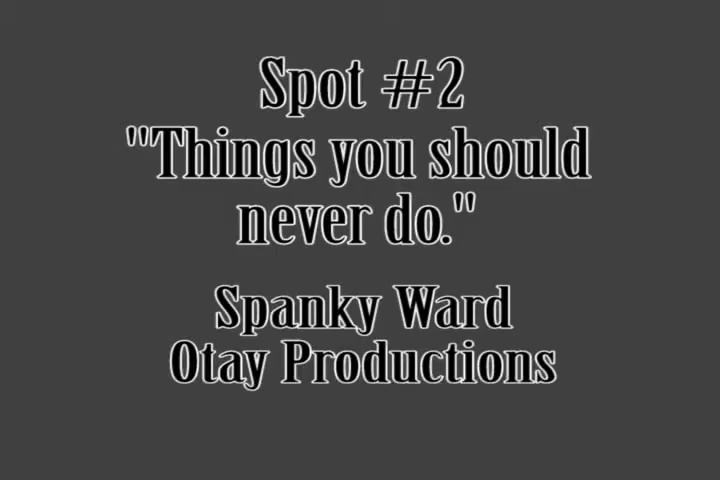 Spot #2
"Things you should
never do."
Spanky Ward
Otay Productions